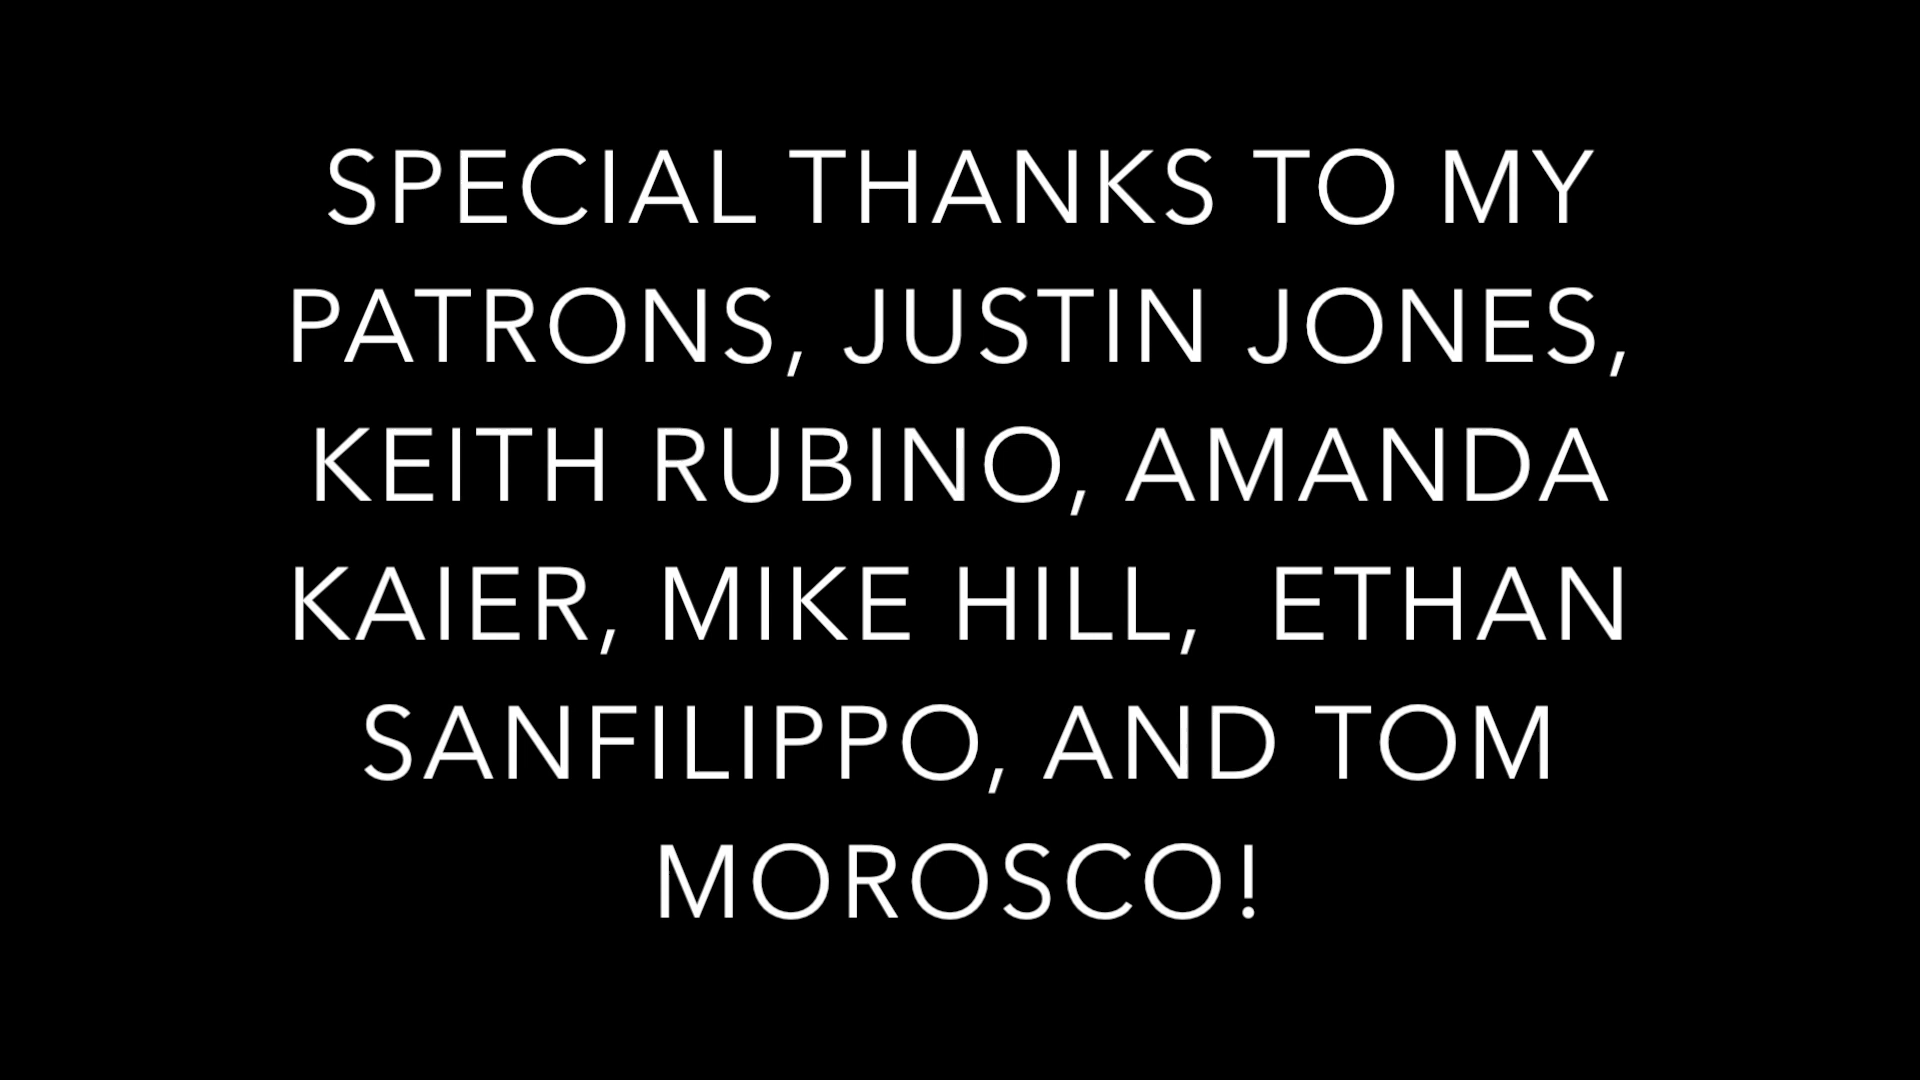 SPECIAL THANKS TO MY
PATRONS, JUSTIN JONES,
KEITH RUBINO, AMANDA
KAIER, MIKE HILL,  ETHAN
SANFILIPPO, AND TOM
MOROSCO!